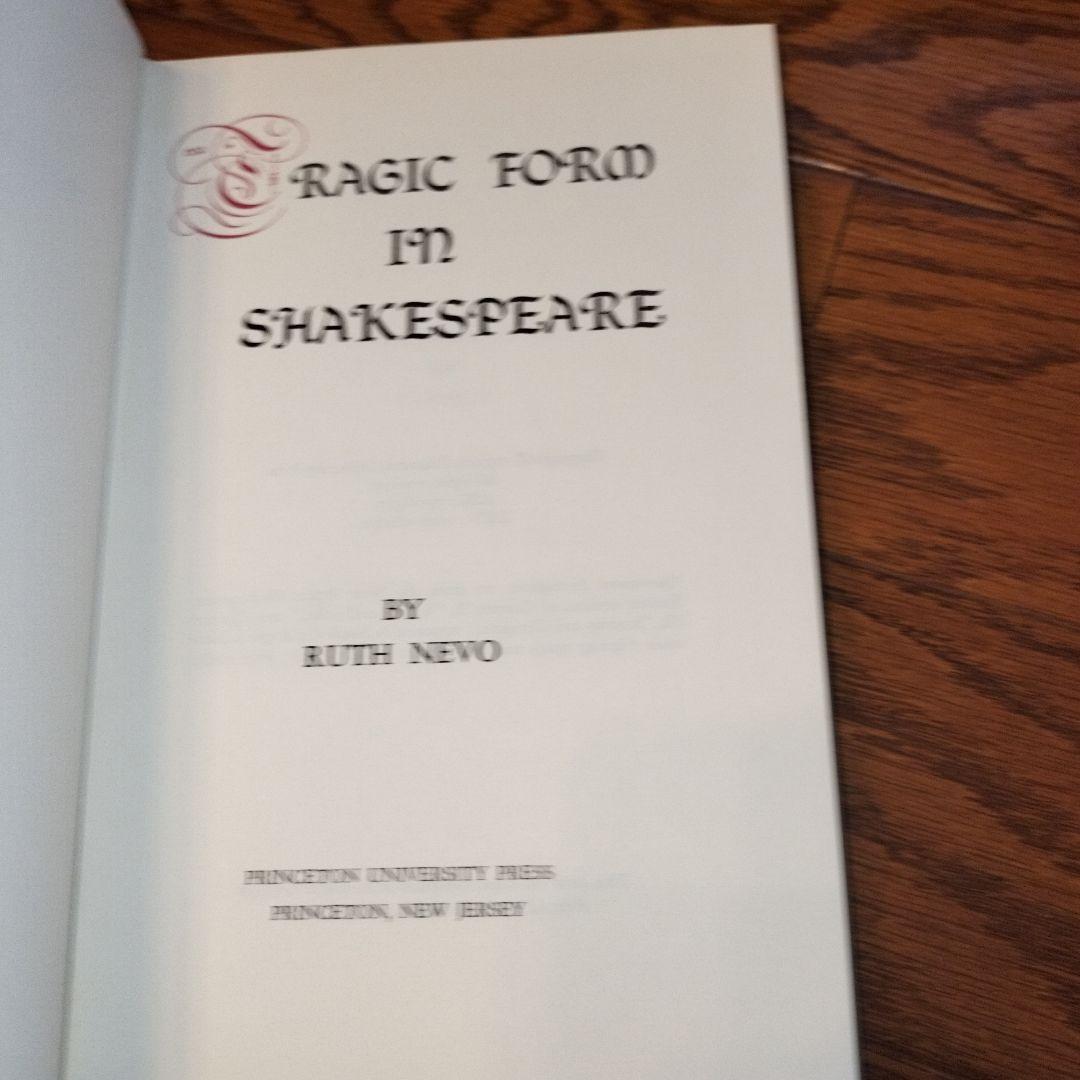 TRAGIC FORM
IN
SHAKESPEARE
BY
RUTH NEVO
PRINCETON UNIVERSITY PRESS
PRINCETON, NEW JERSEY